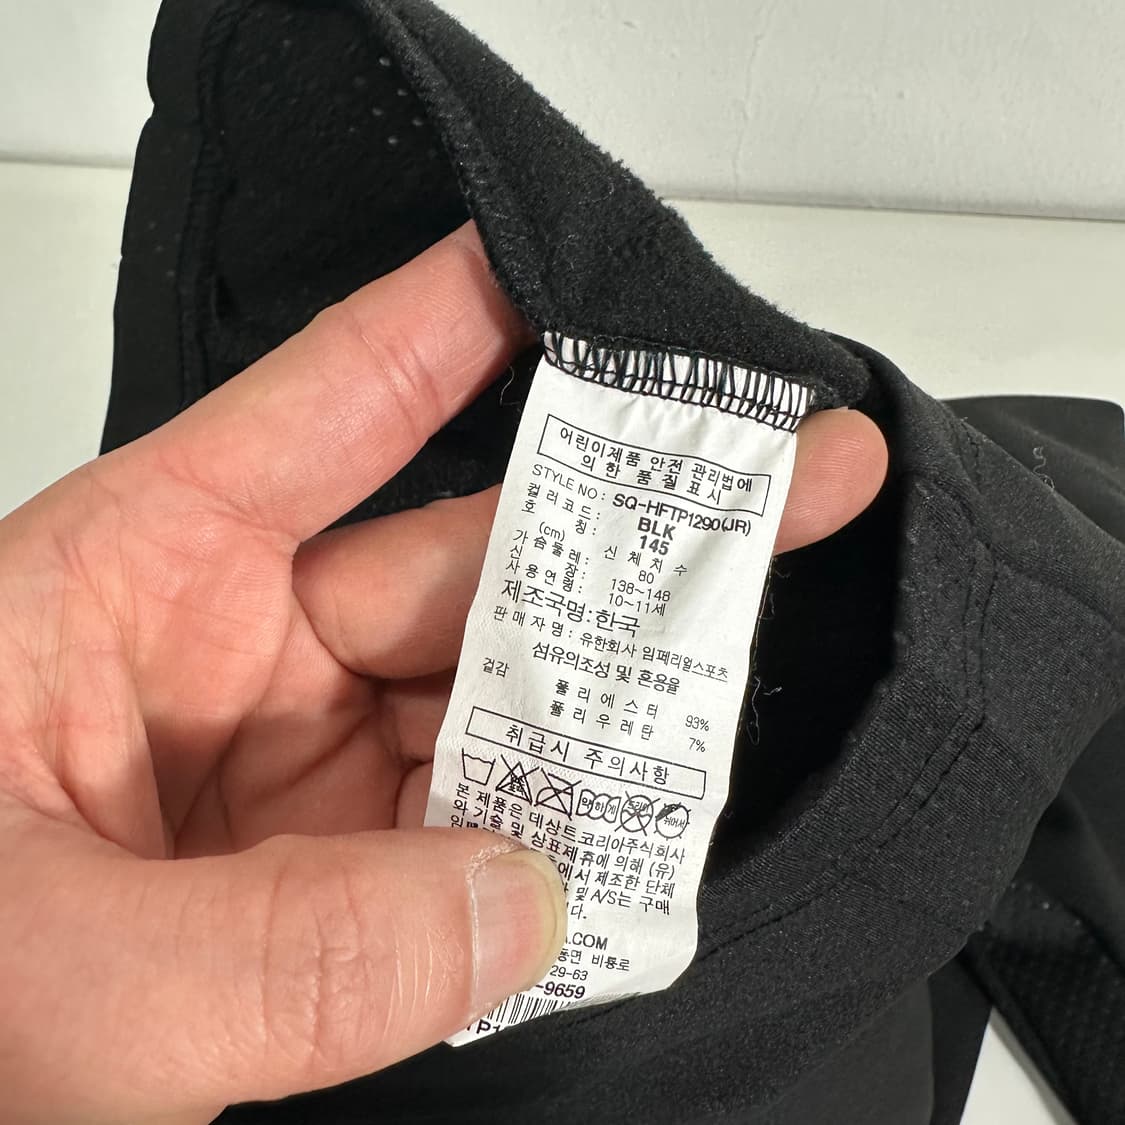 어린이제품 안전 관리법에
의 한 품 질 표 시
STYLE NO : SQ-HFTP1290(JR)
컬 러 코 드 : BLK
호 칭 : 145
(cm) 신 체 치 수
가 슴 둘 레 : 80
신 장 : 138~148
사 용 연 령 : 10~11세
제조국명:한국
판 매 자 명 : 유한회사 임페리얼스포츠
섬유의조성 및 혼용율
겉감 폴 리 에 스 터 93%
폴 리 우 레 탄 7%
취 급 시 주 의 사 항
약하게
본 제품은 데상트코리아주식회사
와 기술 및 상표제휴에 의해 (유)
에서 제조한 단체
및 A/S는 구매
다.
.COM
동면 비룡로
29-63
-9659